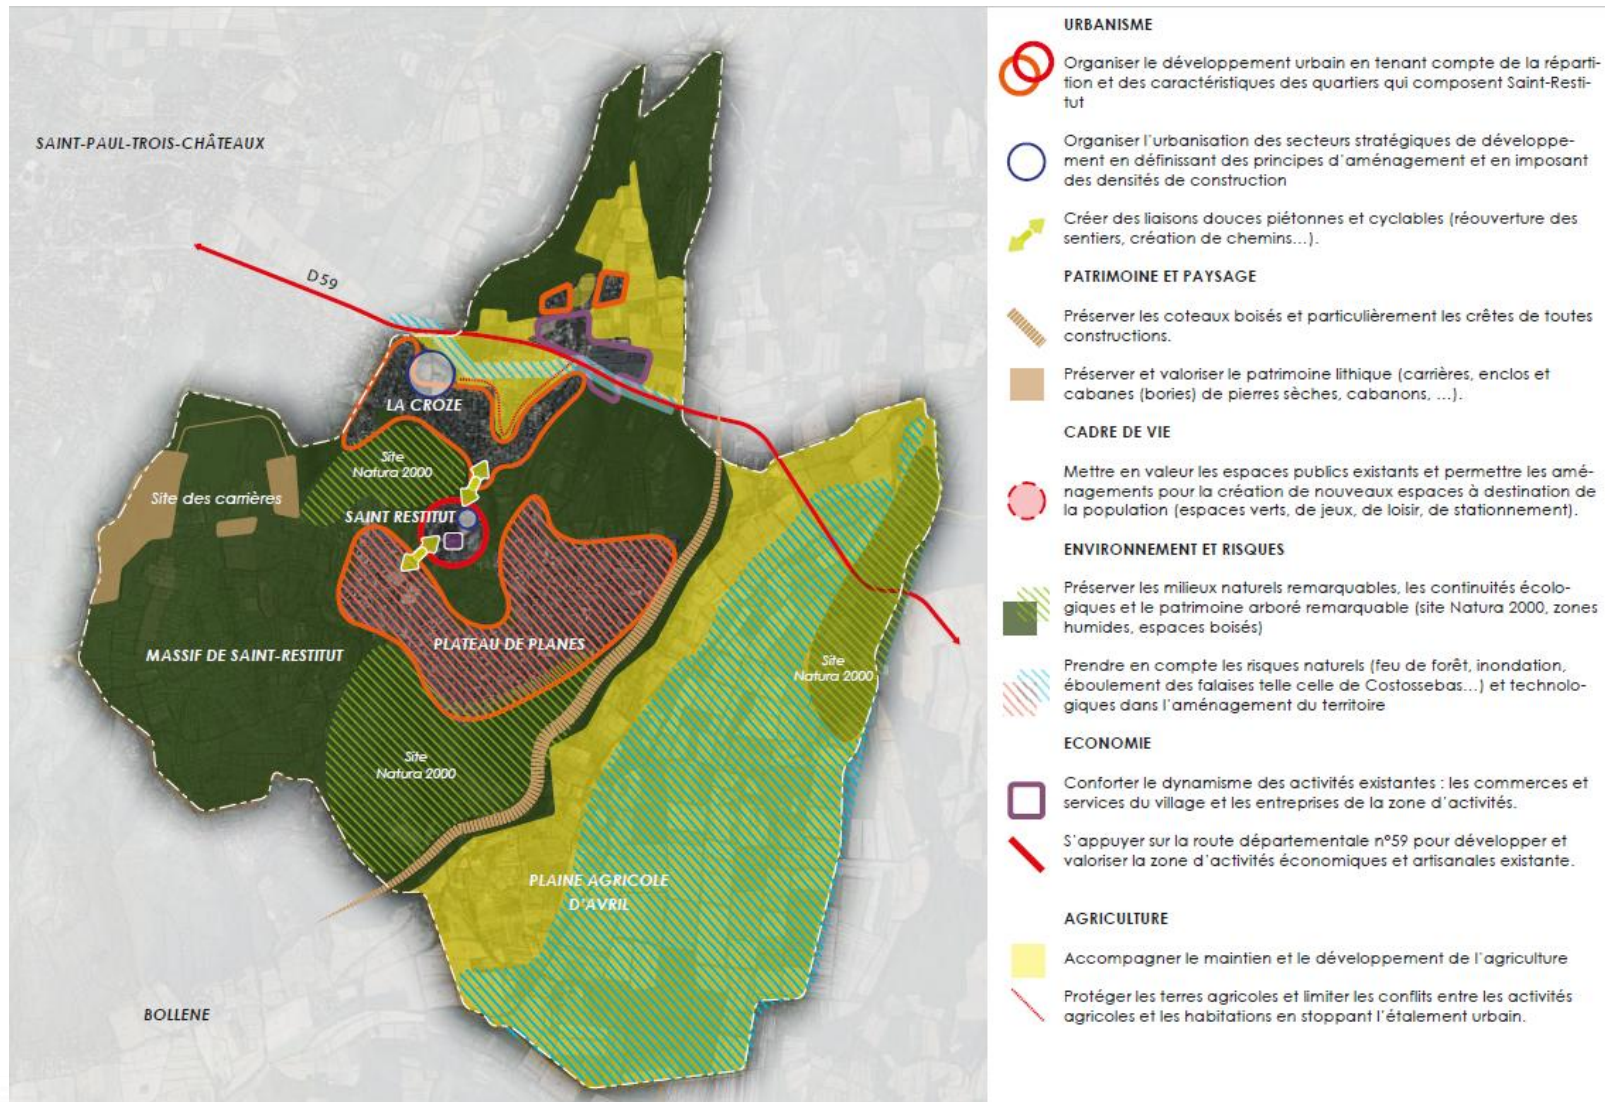 SAINT-PAUL-TROIS-CHÂTEAUX
D59
LA CROZE
Site
Natura 2000
Site des carrières
SAINT RESTITUT
PLATEAU DE PLANES
MASSIF DE SAINT-RESTITUT
Site
Natura 2000
Site
Natura 2000
PLAINE AGRICOLE
D'AVRIL
BOLLENE
URBANISME
Organiser le développement urbain en tenant compte de la réparti-
tion et des caractéristiques des quartiers qui composent Saint-Resti-
tut
Organiser l'urbanisation des secteurs stratégiques de développe-
ment en définissant des principes d'aménagement et en imposant
des densités de construction
Créer des liaisons douces piétonnes et cyclables (réouverture des
sentiers, création de chemins...).
PATRIMOINE ET PAYSAGE
Préserver les coteaux boisés et particulièrement les crêtes de toutes
constructions.
Préserver et valoriser le patrimoine lithique (carrières, enclos et
cabanes (bories) de pierres sèches, cabanons, ...).
CADRE DE VIE
Mettre en valeur les espaces publics existants et permettre les amé-
nagements pour la création de nouveaux espaces à destination de
la population (espaces verts, de jeux, de loisir, de stationnement).
ENVIRONNEMENT ET RISQUES
Préserver les milieux naturels remarquables, les continuités écolo-
giques et le patrimoine arboré remarquable (site Natura 2000, zones
humides, espaces boisés)
Prendre en compte les risques naturels (feu de forêt, inondation,
éboulement des falaises telle celle de Costossebas...) et technolo-
giques dans l'aménagement du territoire
ECONOMIE
Conforter le dynamisme des activités existantes : les commerces et
services du village et les entreprises de la zone d'activités.
S'appuyer sur la route départementale n°59 pour développer et
valoriser la zone d'activités économiques et artisanales existante.
AGRICULTURE
Accompagner le maintien et le développement de l'agriculture
Protéger les terres agricoles et limiter les conflits entre les activités
agricoles et les habitations en stoppant l'étalement urbain.